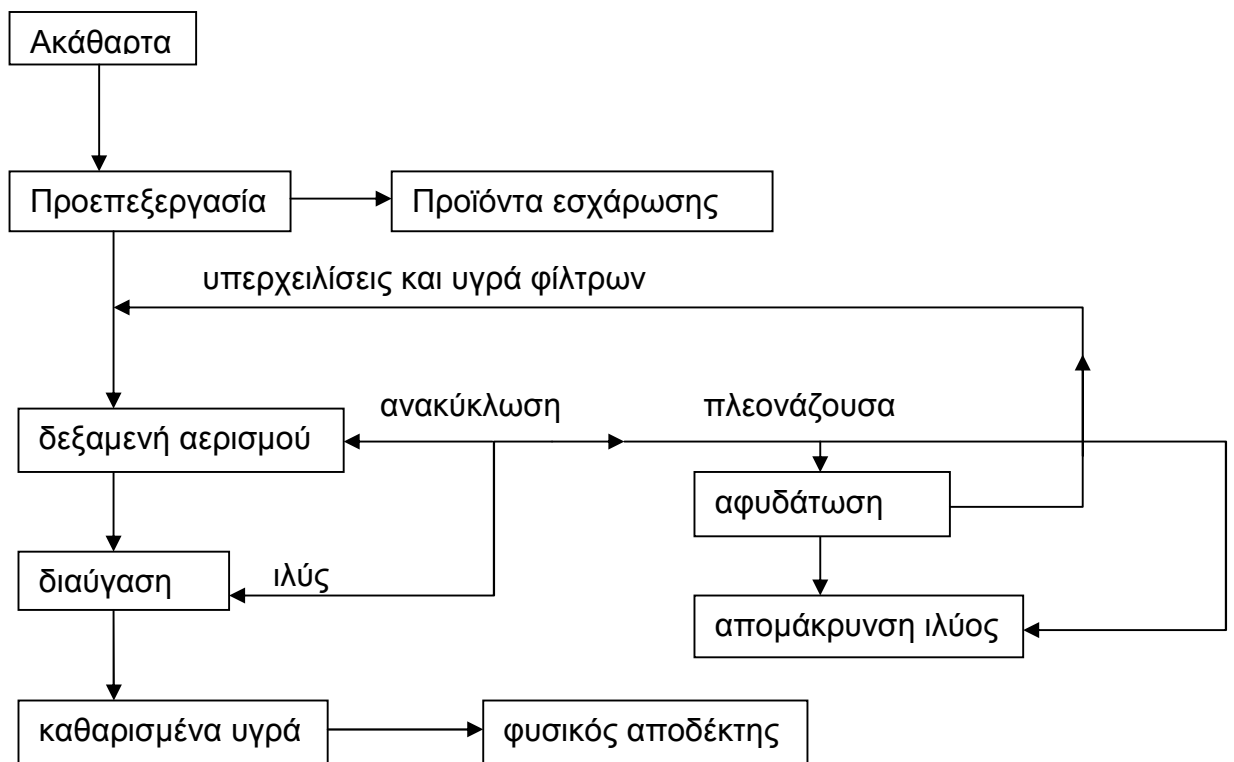 Ακάθαρτα
Προεπεξεργασία
Προϊόντα εσχάρωσης
υπερχειλίσεις και υγρά φίλτρων
ανακύκλωση
πλεονάζουσα
δεξαμενή αερισμού
αφυδάτωση
διαύγαση
ιλύς
απομάκρυνση ιλύος
καθαρισμένα υγρά
φυσικός αποδέκτης